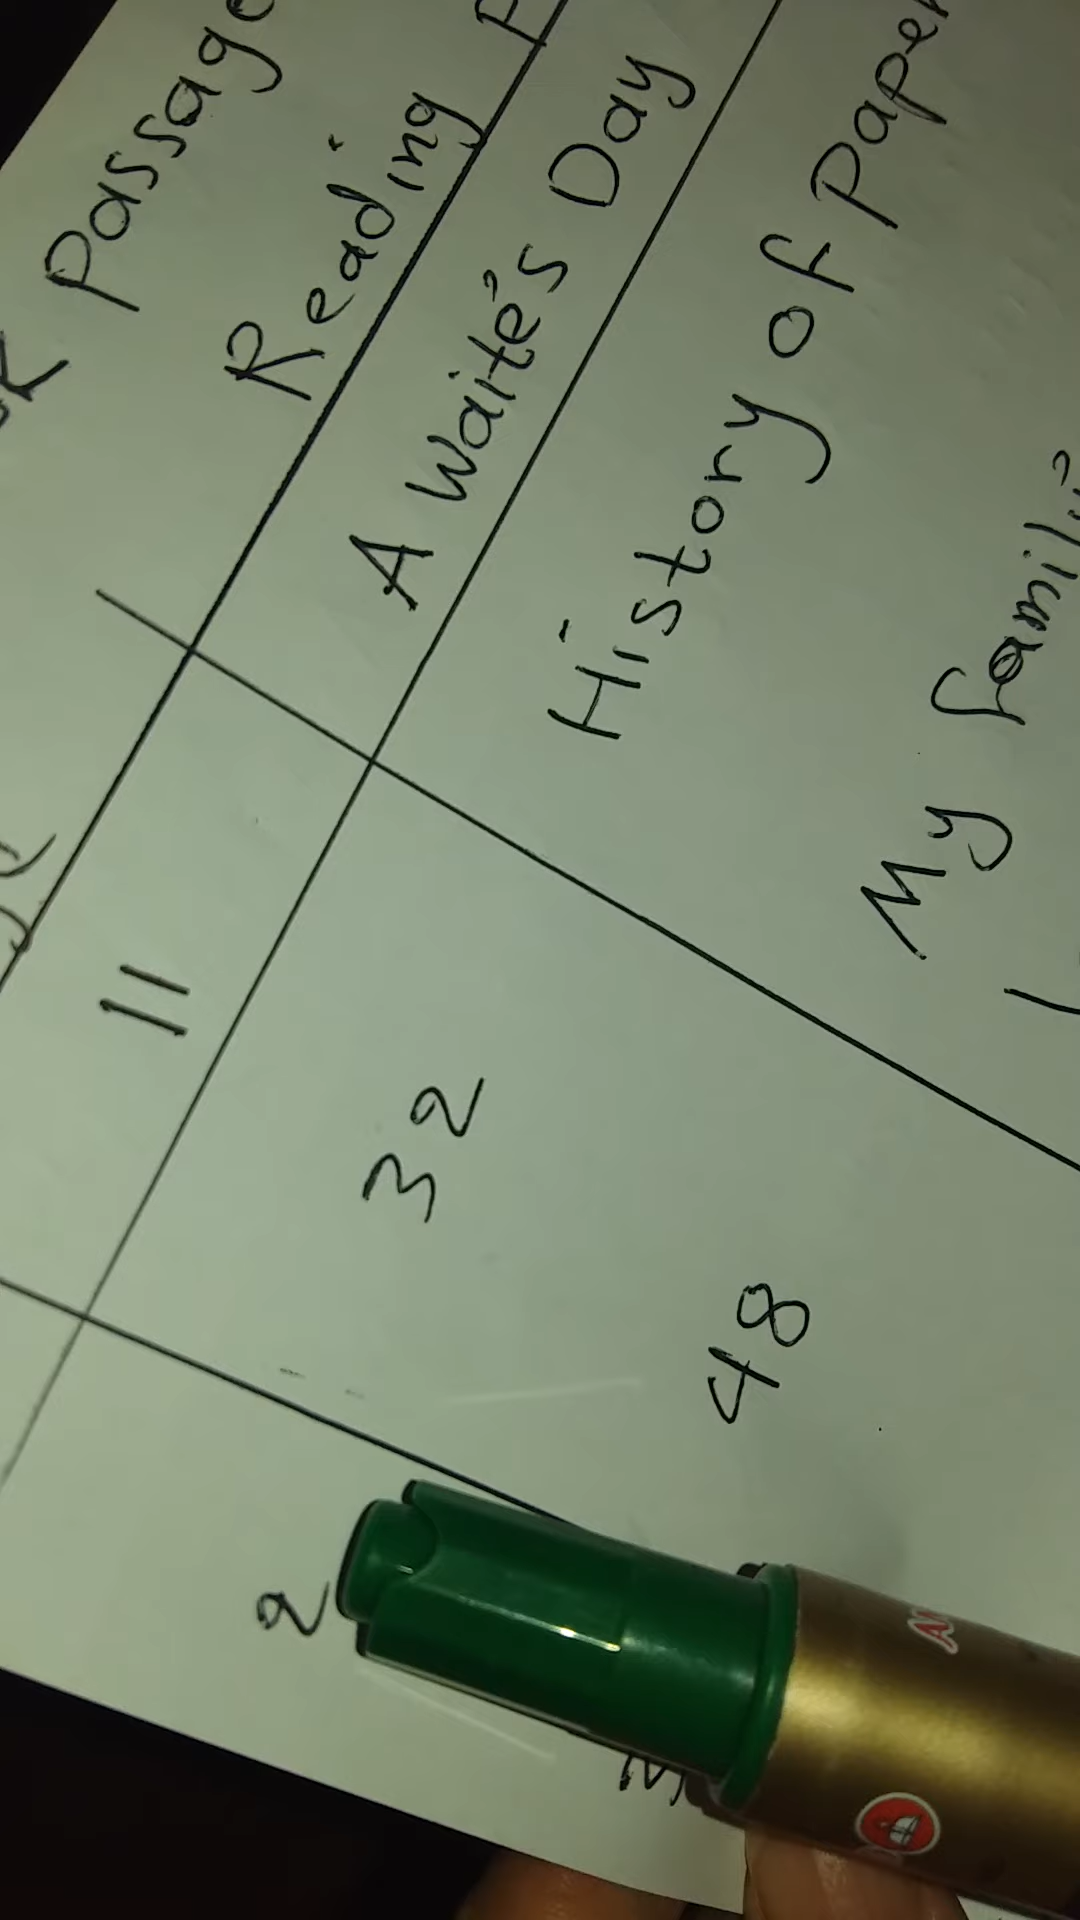 Passage
Reading
11 A Waite's Day
2 32 History of Paper
48 My family